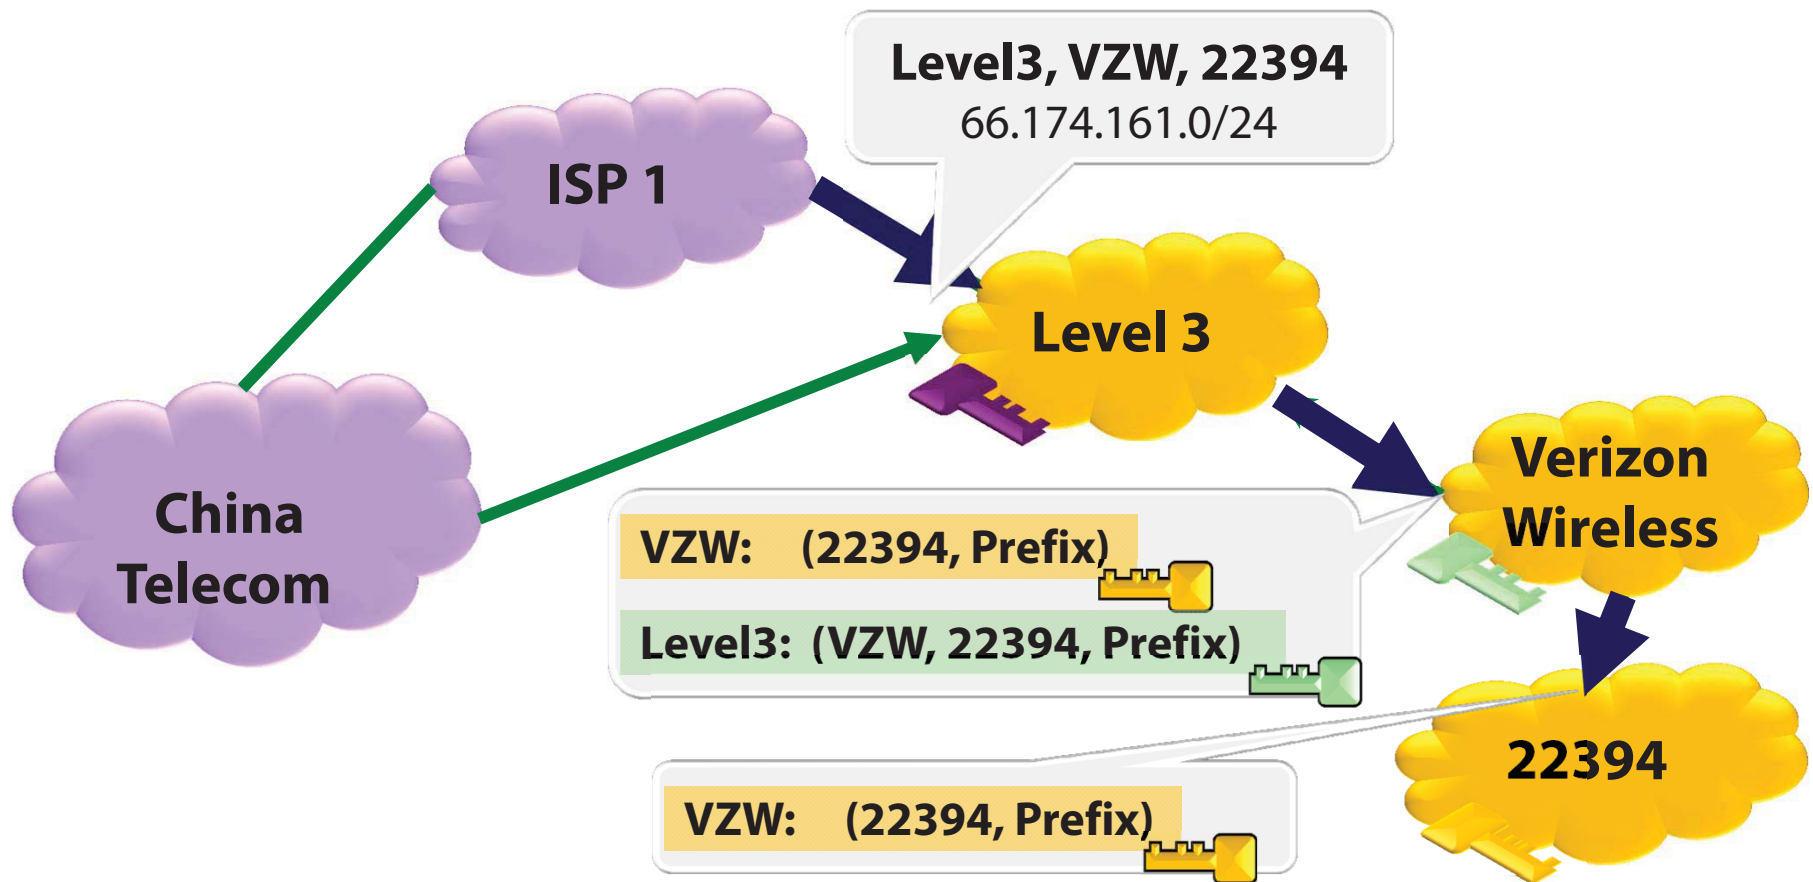 Level3, VZW, 22394
66.174.161.0/24
ISP 1
Level 3
China
Telecom
Verizon
Wireless
VZW: (22394, Prefix)
Level3: (VZW, 22394, Prefix)
22394
VZW: (22394, Prefix)